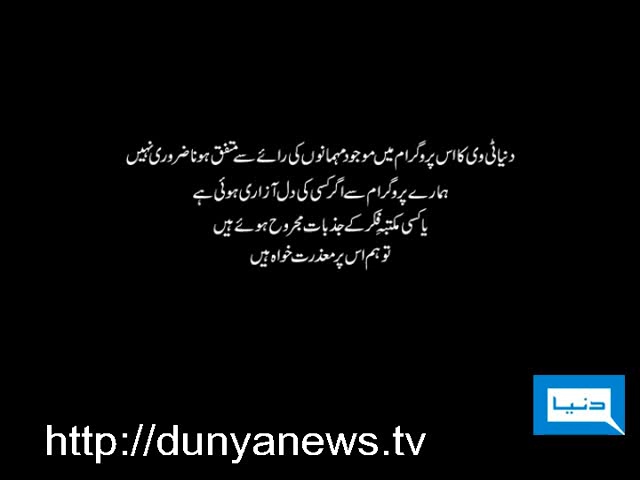 دنیا ٹی وی کا اس پروگرام میں موجود مہمانوں کی رائے سے متفق ہونا ضروری نہیں
ہمارے پروگرام سے اگر کسی کی دل آزاری ہوئی ہے
یا کسی مکتبہِ فکر کے جذبات مجروح ہوئے ہیں
تو ہم اس پر معذرت خواہ ہیں
دنیا
http://dunyanews.tv